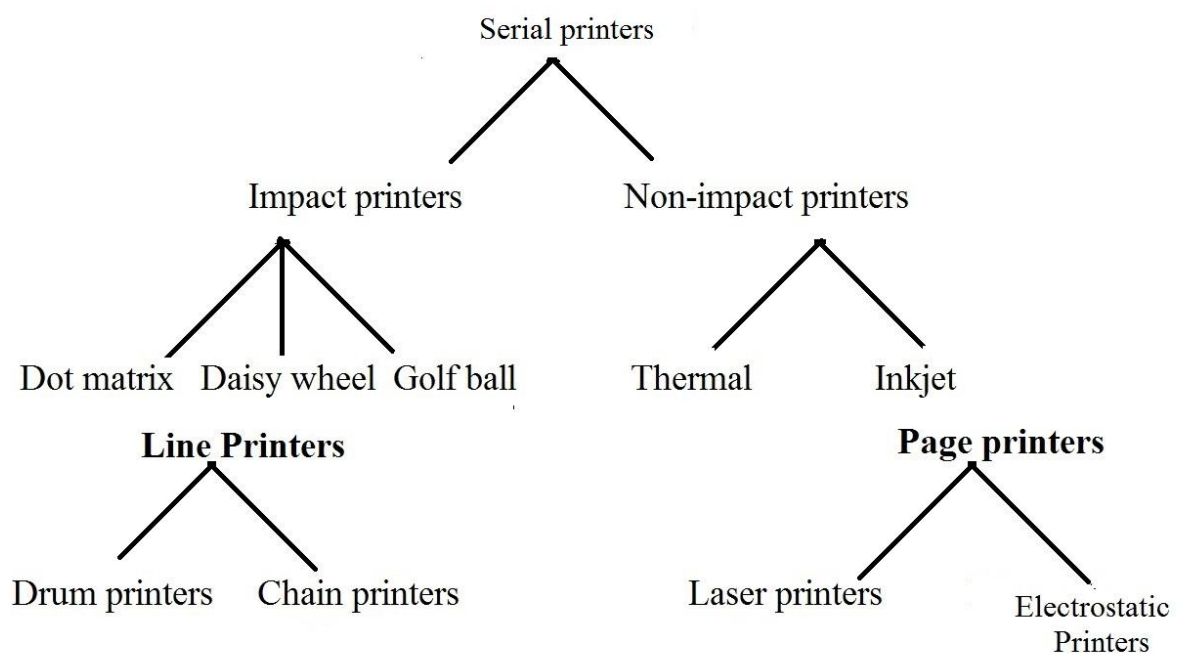 Serial printers
Impact printers
Non-impact printers
Dot matrix
Daisy wheel
Golf ball
Thermal
Inkjet
Line Printers
Page printers
Drum printers
Chain printers
Laser printers
Electrostatic
Printers